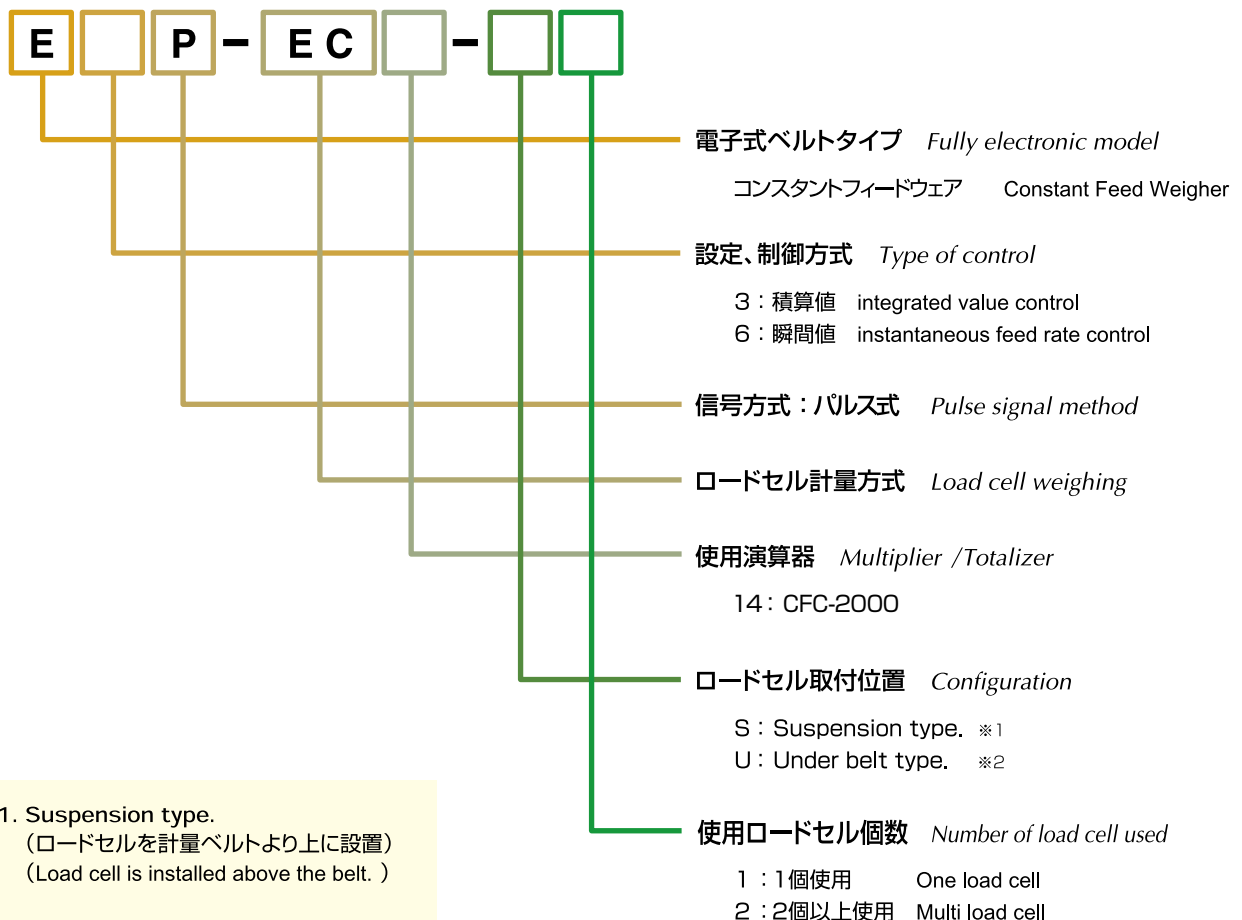 E P - EC -
電子式ベルトタイプ Fully electronic model
コンスタントフィードウェア Constant Feed Weigher
設定、制御方式 Type of control
3：積算値 integrated value control
6：瞬間値 instantaneous feed rate control
信号方式：パルス式 Pulse signal method
ロードセル計量方式 Load cell weighing
使用演算器 Multiplier /Totalizer
14：CFC-2000
ロードセル取付位置 Configuration
S：Suspension type. ※1
U：Under belt type. ※2
使用ロードセル個数 Number of load cell used
1：1個使用 One load cell
2：2個以上使用 Multi load cell
1. Suspension type.
（ロードセルを計量ベルトより上に設置）
（Load cell is installed above the belt. ）